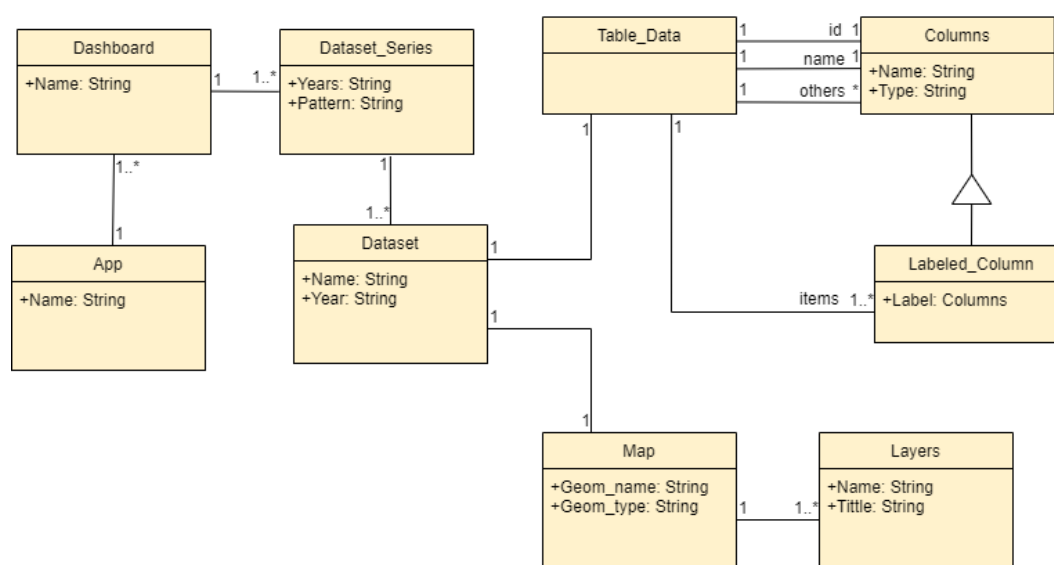 Dashboard
+Name: String
1
1..*
Dataset_Series
+Years: String
+Pattern: String
Table_Data
1
id
1
1
name
1
1
others
*
Columns
+Name: String
+Type: String
1..*
1
App
+Name: String
1
1..*
Dataset
+Name: String
+Year: String
1
1
1
1
1
items
1..*
Labeled_Column
+Label: Columns
1
Map
+Geom_name: String
+Geom_type: String
1
1..*
Layers
+Name: String
+Tittle: String